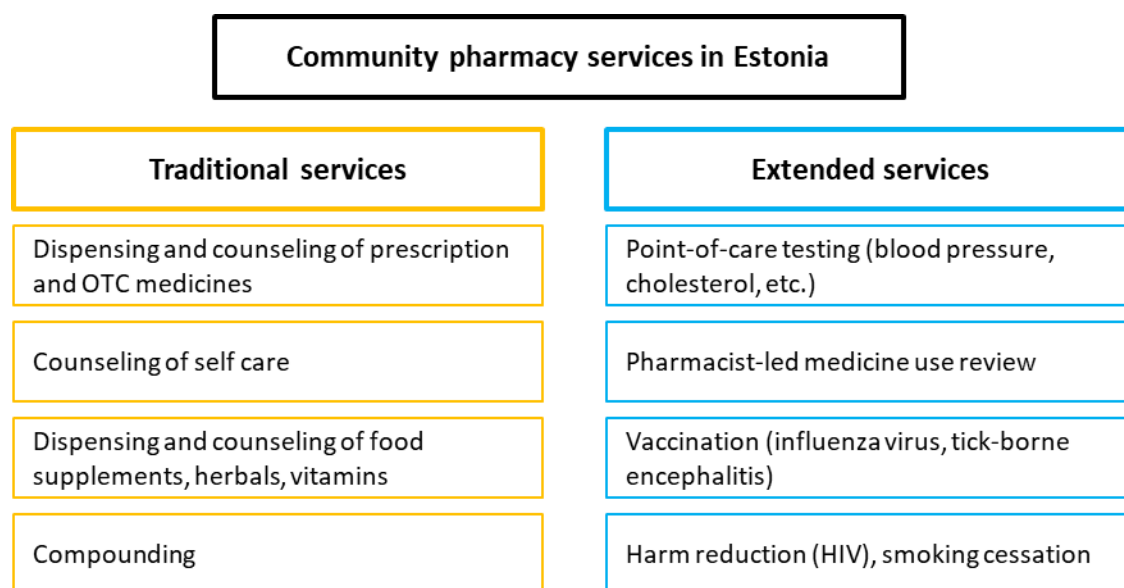 Community pharmacy services in Estonia
Traditional services
Dispensing and counseling of prescription
and OTC medicines
Counseling of self care
Dispensing and counseling of food
supplements, herbals, vitamins
Compounding
Extended services
Point-of-care testing (blood pressure,
cholesterol, etc.)
Pharmacist-led medicine use review
Vaccination (influenza virus, tick-borne
encephalitis)
Harm reduction (HIV), smoking cessation